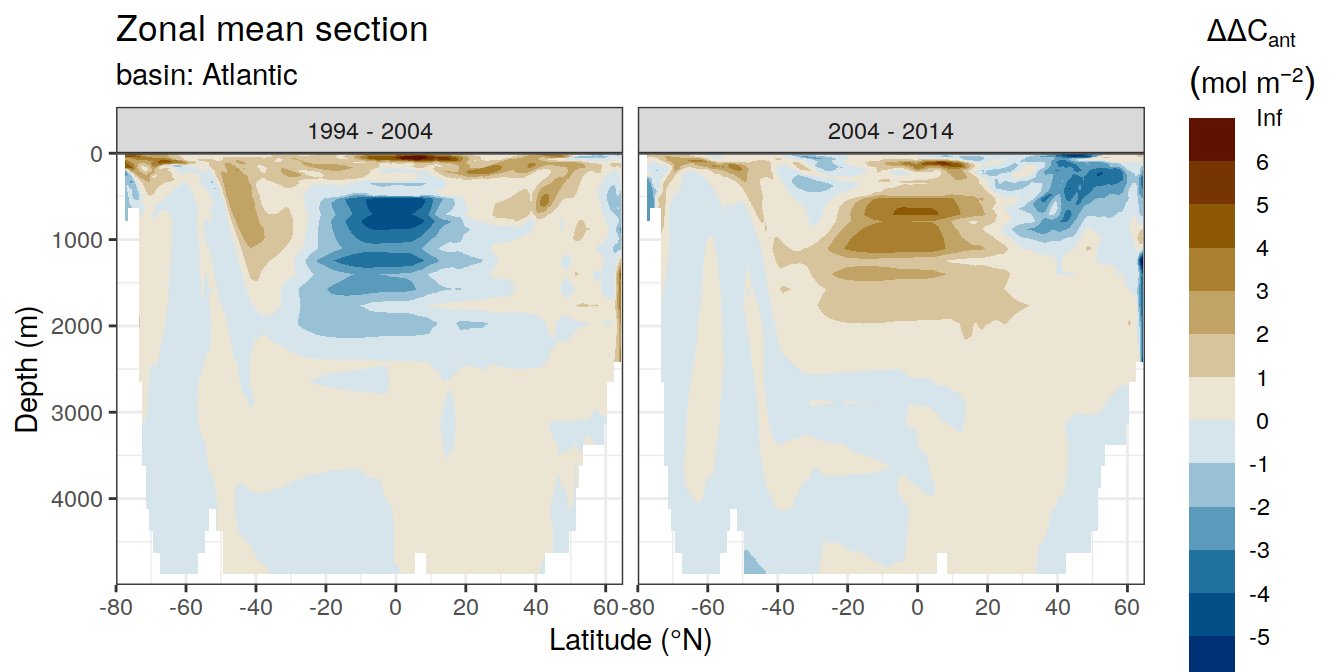 Zonal mean section
basin: Atlantic
1994 - 2004
2004 - 2014
0
1000
2000
3000
4000
Depth (m)
-80 -60 -40 -20 0 20 40 60
-80 -60 -40 -20 0 20 40 60
Latitude (°N)
ΔΔCant
(mol m−2)
Inf
6
5
4
3
2
1
0
-1
-2
-3
-4
-5